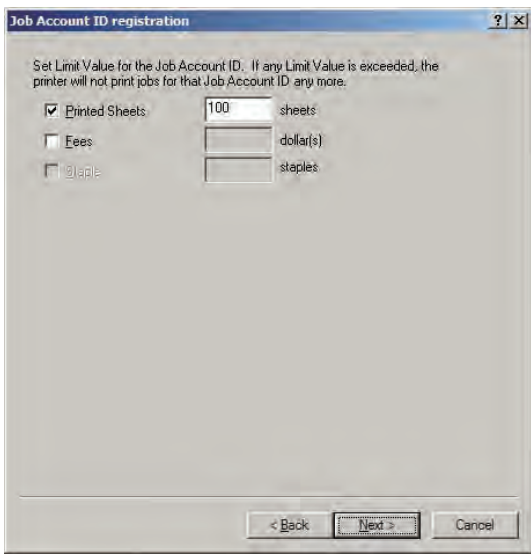 Job Account ID registration
Set Limit Value for the Job Account ID. If any Limit Value is exceeded, the
printer will not print jobs for that Job Account ID any more.
Printed Sheets 100 sheets
Fees dollar(s)
Staple staples
< Back Next > Cancel